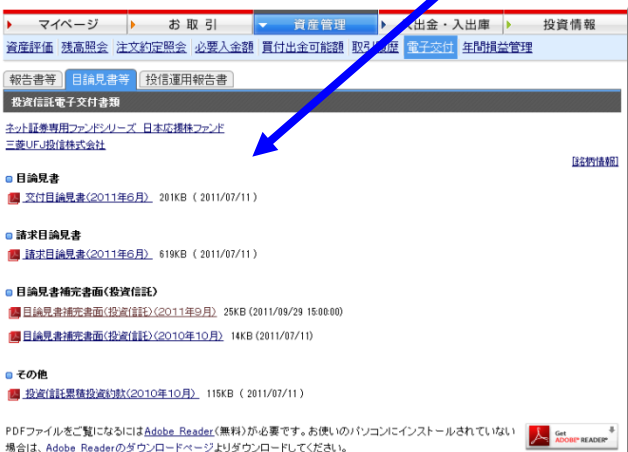 マイページ お取引 資産管理 入出金・入出庫 投資情報
資産評価 残高照会 注文約定照会 必要入金額 買付出金可能額 取引履歴 電子交付 年間損益管理
報告書等 目論見書等 投信運用報告書
投資信託電子交付書類
ネット証券専用ファンドシリーズ 日本応援株ファンド
三菱UFJ投信株式会社
[銘柄情報]
目論見書
交付目論見書(2011年6月) 201KB ( 2011/07/11 )
請求目論見書
請求目論見書(2011年6月) 619KB ( 2011/07/11 )
目論見書補完書面(投資信託)
目論見書補完書面(投資信託)(2011年9月) 25KB (2011/09/29 15:00:00)
目論見書補完書面(投資信託)(2010年10月) 14KB (2011/07/11)
その他
投資信託累積投資約款(2010年10月) 115KB ( 2011/07/11 )
PDFファイルをご覧になるにはAdobe Reader(無料)が必要です。お使いのパソコンにインストールされていない
場合は、Adobe Readerのダウンロードページよりダウンロードしてください。
Get
ADOBE® READER®